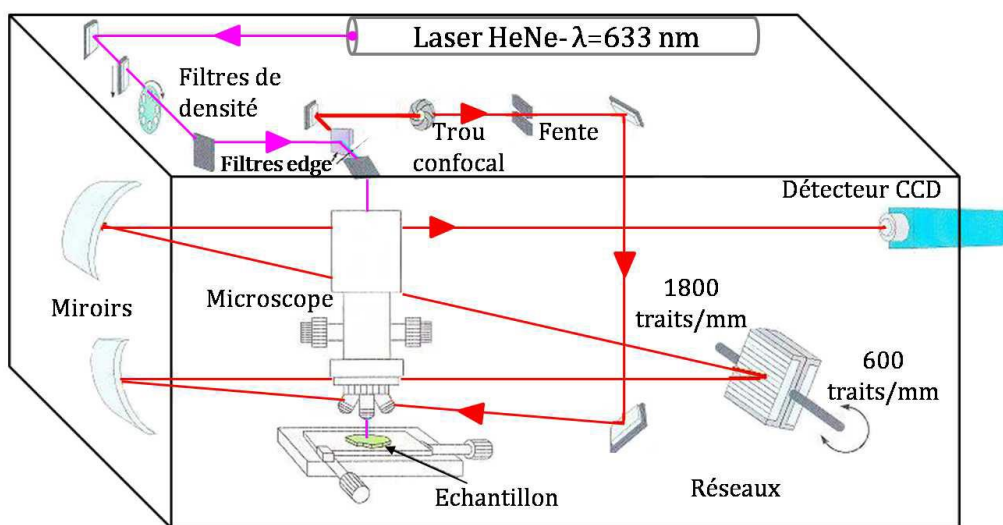 Laser HeNe- λ=633 nm
Filtres de
densité
Trou
confocal
Fente
Filtres edge
Détecteur CCD
Miroirs
Microscope
1800
traits/mm
600
traits/mm
Echantillon
Réseaux